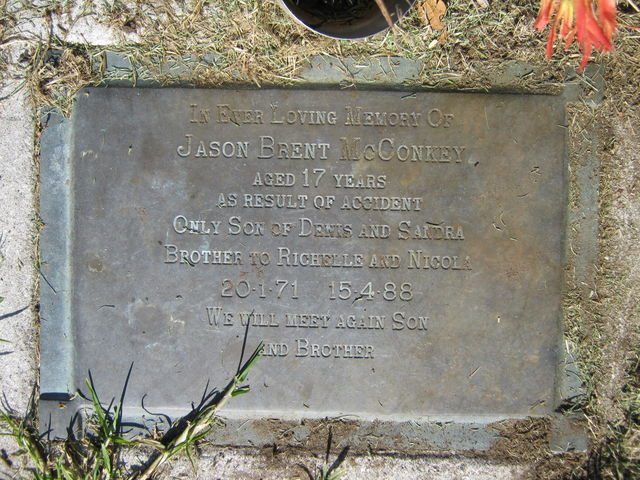 In Ever Loving Memory Of
Jason Brent McConkey
aged 17 years
as result of accident
Only Son of Denis and Sandra
Brother to Richelle and Nicola
20·1·71 15·4·88
We will meet again Son
and Brother